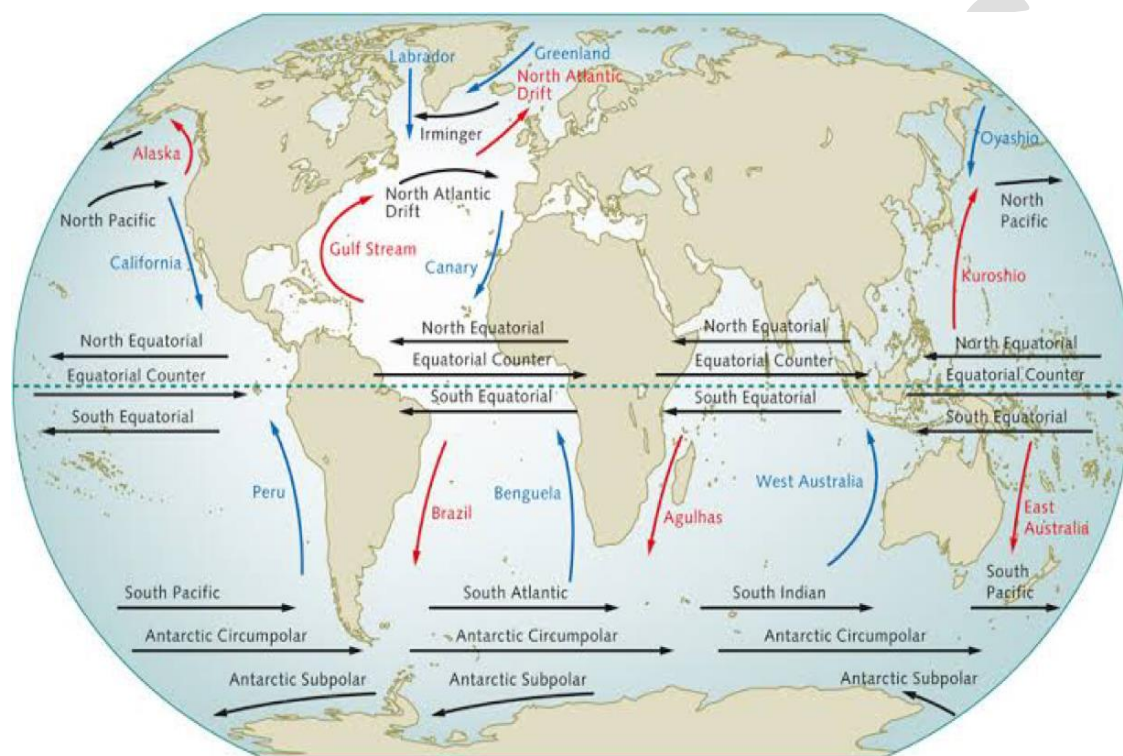 Labrador
Greenland
North Atlantic
Drift
Irminger
Alaska
Oyashio
North Atlantic
Drift
North Pacific
North
Pacific
Gulf Stream
California
Canary
Kuroshio
North Equatorial
North Equatorial
North Equatorial
North Equatorial
Equatorial Counter
Equatorial Counter
Equatorial Counter
Equatorial Counter
South Equatorial
South Equatorial
South Equatorial
South Equatorial
Peru
Brazil
Benguela
Agulhas
West Australia
East
Australia
South Pacific
South Atlantic
South Indian
South
Pacific
Antarctic Circumpolar
Antarctic Circumpolar
Antarctic Circumpolar
Antarctic Subpolar
Antarctic Subpolar
Antarctic Subpolar